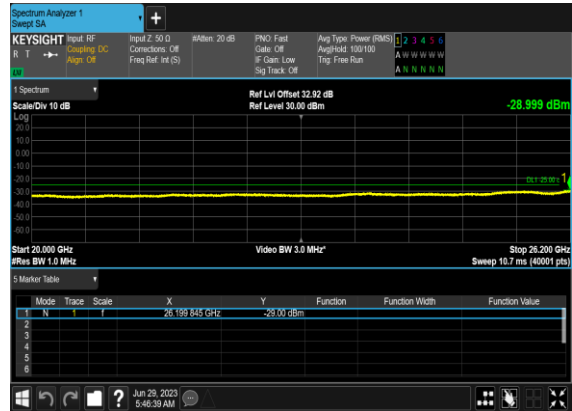 Spectrum Analyzer 1
Swept SA
+
KEYSIGHT Input: RF Input Z: 50 Ω #Atten: 20 dB PNO: Fast Avg Type: Power (RMS) 1 2 3 4 5 6
R T Coupling: DC Corrections: Off Gate: Off Avg|Hold: 100/100 A W W W W W
Align: Off Freq Ref: Int (S) IF Gain: Low Trig: Free Run
Sig Track: Off A N N N N N
1 Spectrum
Ref Lvl Offset 32.92 dB
Scale/Div 10 dB Ref Level 30.00 dBm -28.999 dBm
Log
20.0
10.0
0.00
-10.0
-20.0
DL1 -25.00 1
-30.0
-40.0
-50.0
-60.0
Start 20.000 GHz Video BW 3.0 MHz* Stop 26.200 GHz
#Res BW 1.0 MHz Sweep 10.7 ms (40001 pts)
5 Marker Table
Mode Trace Scale X Y Function Function Width Function Value
1 N 1 f 26.199 845 GHz -29.00 dBm
2
3
4
5
6
? Jun 29, 2023
5:46:39 AM